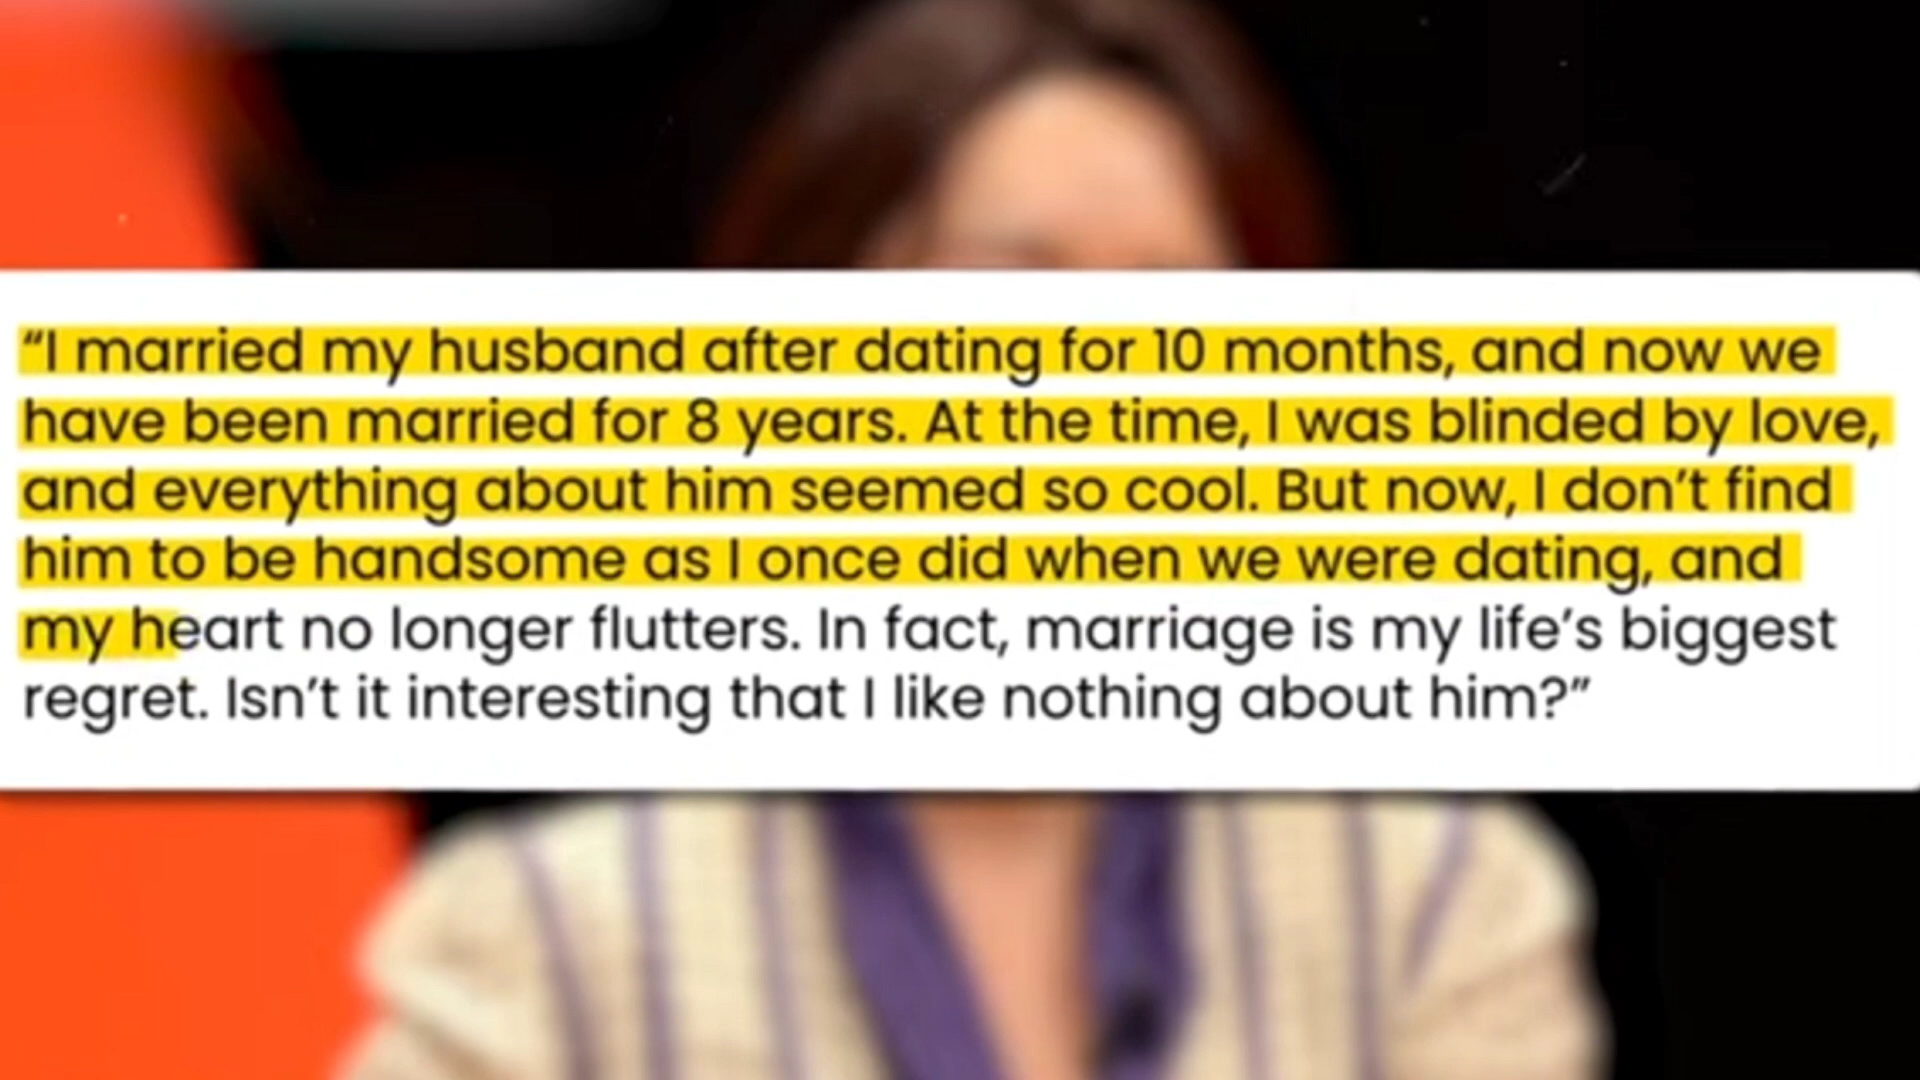 “I married my husband after dating for 10 months, and now we
have been married for 8 years. At the time, I was blinded by love,
and everything about him seemed so cool. But now, I don’t find
him to be handsome as I once did when we were dating, and
my heart no longer flutters. In fact, marriage is my life’s biggest
regret. Isn’t it interesting that I like nothing about him?”